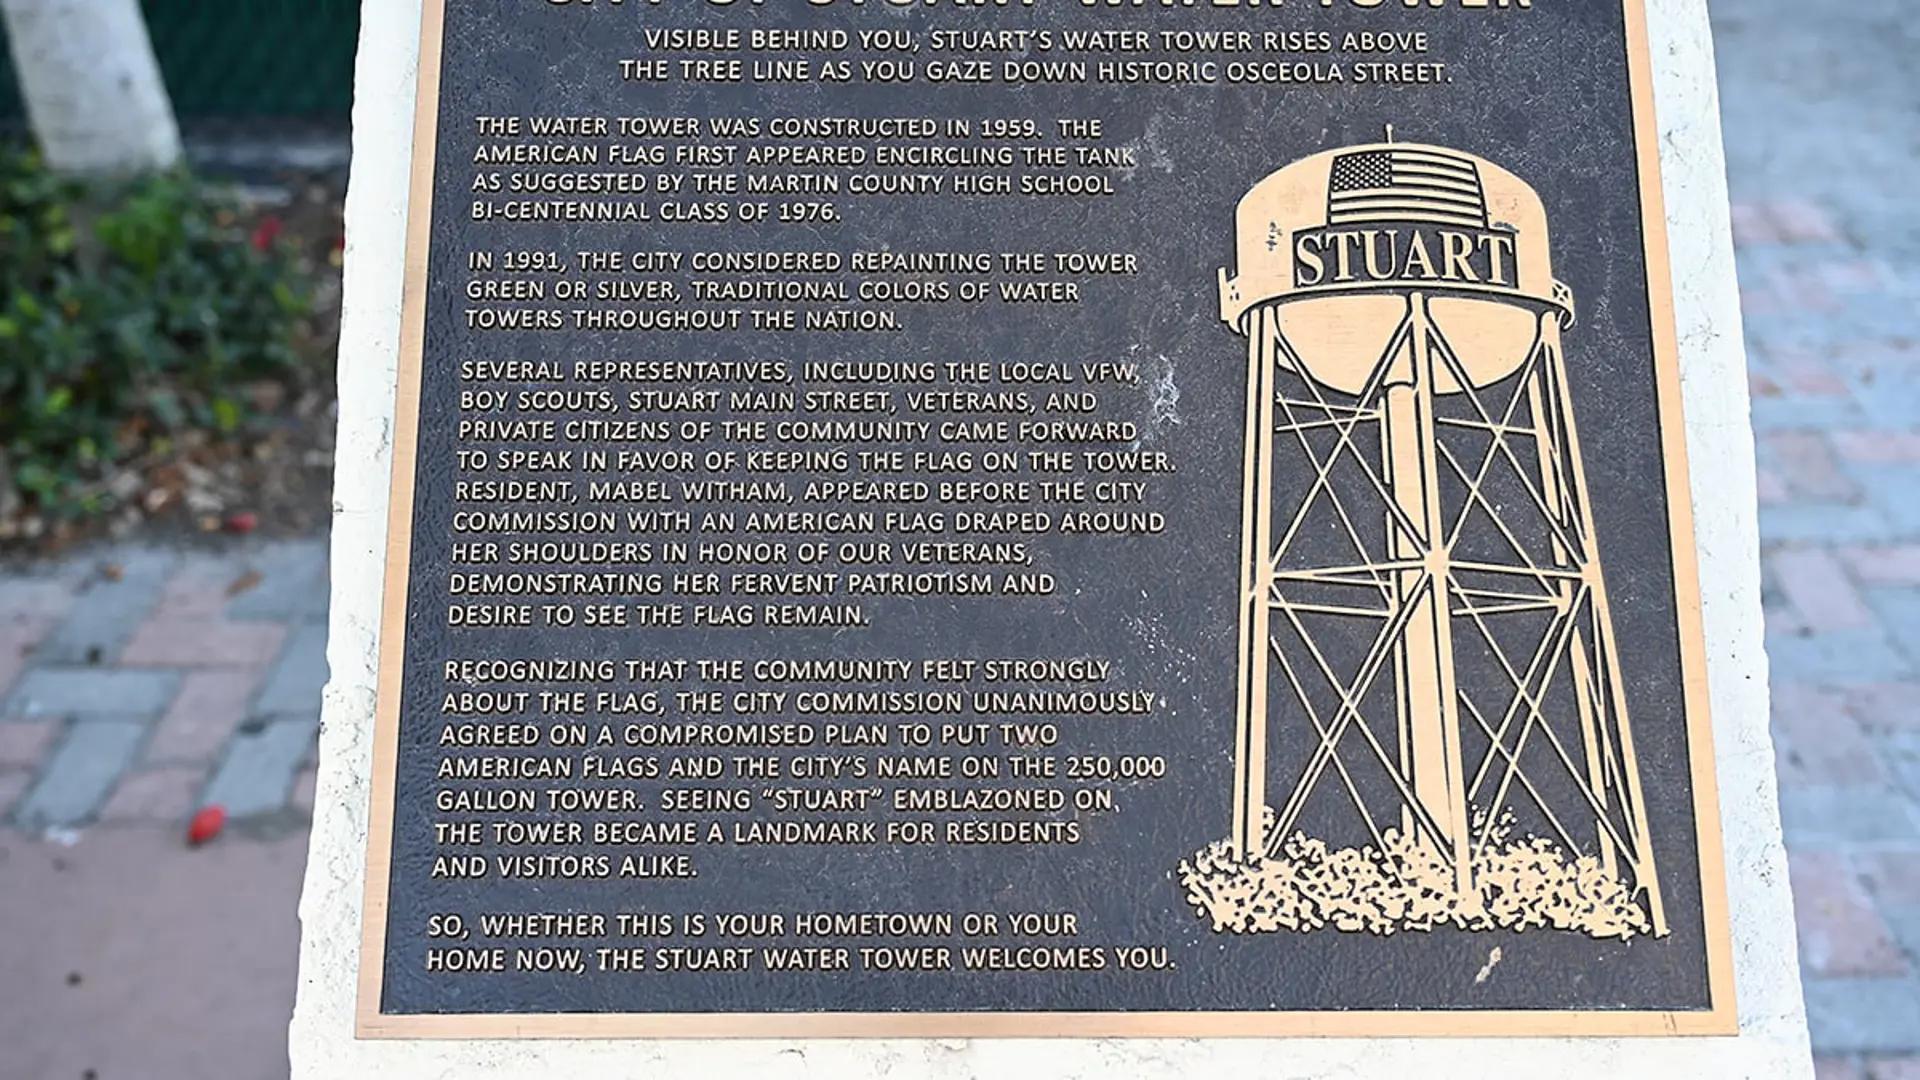 CITY OF STUART WATER TOWER
VISIBLE BEHIND YOU, STUART'S WATER TOWER RISES ABOVE
THE TREE LINE AS YOU GAZE DOWN HISTORIC OSCEOLA STREET.
THE WATER TOWER WAS CONSTRUCTED IN 1959. THE
AMERICAN FLAG FIRST APPEARED ENCIRCLING THE TANK
AS SUGGESTED BY THE MARTIN COUNTY HIGH SCHOOL
BI-CENTENNIAL CLASS OF 1976.
IN 1991, THE CITY CONSIDERED REPAINTING THE TOWER
GREEN OR SILVER, TRADITIONAL COLORS OF WATER
TOWERS THROUGHOUT THE NATION.
SEVERAL REPRESENTATIVES, INCLUDING THE LOCAL VFW,
BOY SCOUTS, STUART MAIN STREET, VETERANS, AND
PRIVATE CITIZENS OF THE COMMUNITY CAME FORWARD
TO SPEAK IN FAVOR OF KEEPING THE FLAG ON THE TOWER.
RESIDENT, MABEL WITHAM, APPEARED BEFORE THE CITY
COMMISSION WITH AN AMERICAN FLAG DRAPED AROUND
HER SHOULDERS IN HONOR OF OUR VETERANS,
DEMONSTRATING HER FERVENT PATRIOTISM AND
DESIRE TO SEE THE FLAG REMAIN.
RECOGNIZING THAT THE COMMUNITY FELT STRONGLY
ABOUT THE FLAG, THE CITY COMMISSION UNANIMOUSLY
AGREED ON A COMPROMISED PLAN TO PUT TWO
AMERICAN FLAGS AND THE CITY'S NAME ON THE 250,000
GALLON TOWER. SEEING "STUART" EMBLAZONED ON,
THE TOWER BECAME A LANDMARK FOR RESIDENTS
AND VISITORS ALIKE.
SO, WHETHER THIS IS YOUR HOMETOWN OR YOUR
HOME NOW, THE STUART WATER TOWER WELCOMES YOU.
STUART